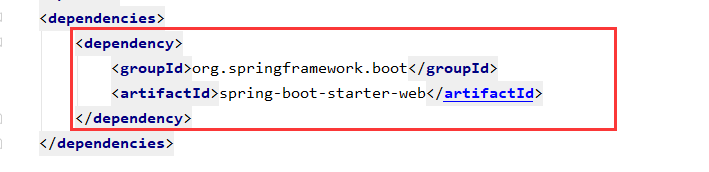 <dependencies>
<dependency>
<groupId>org.springframework.boot</groupId>
<artifactId>spring-boot-starter-web</artifactId>
</dependency>
</dependencies>